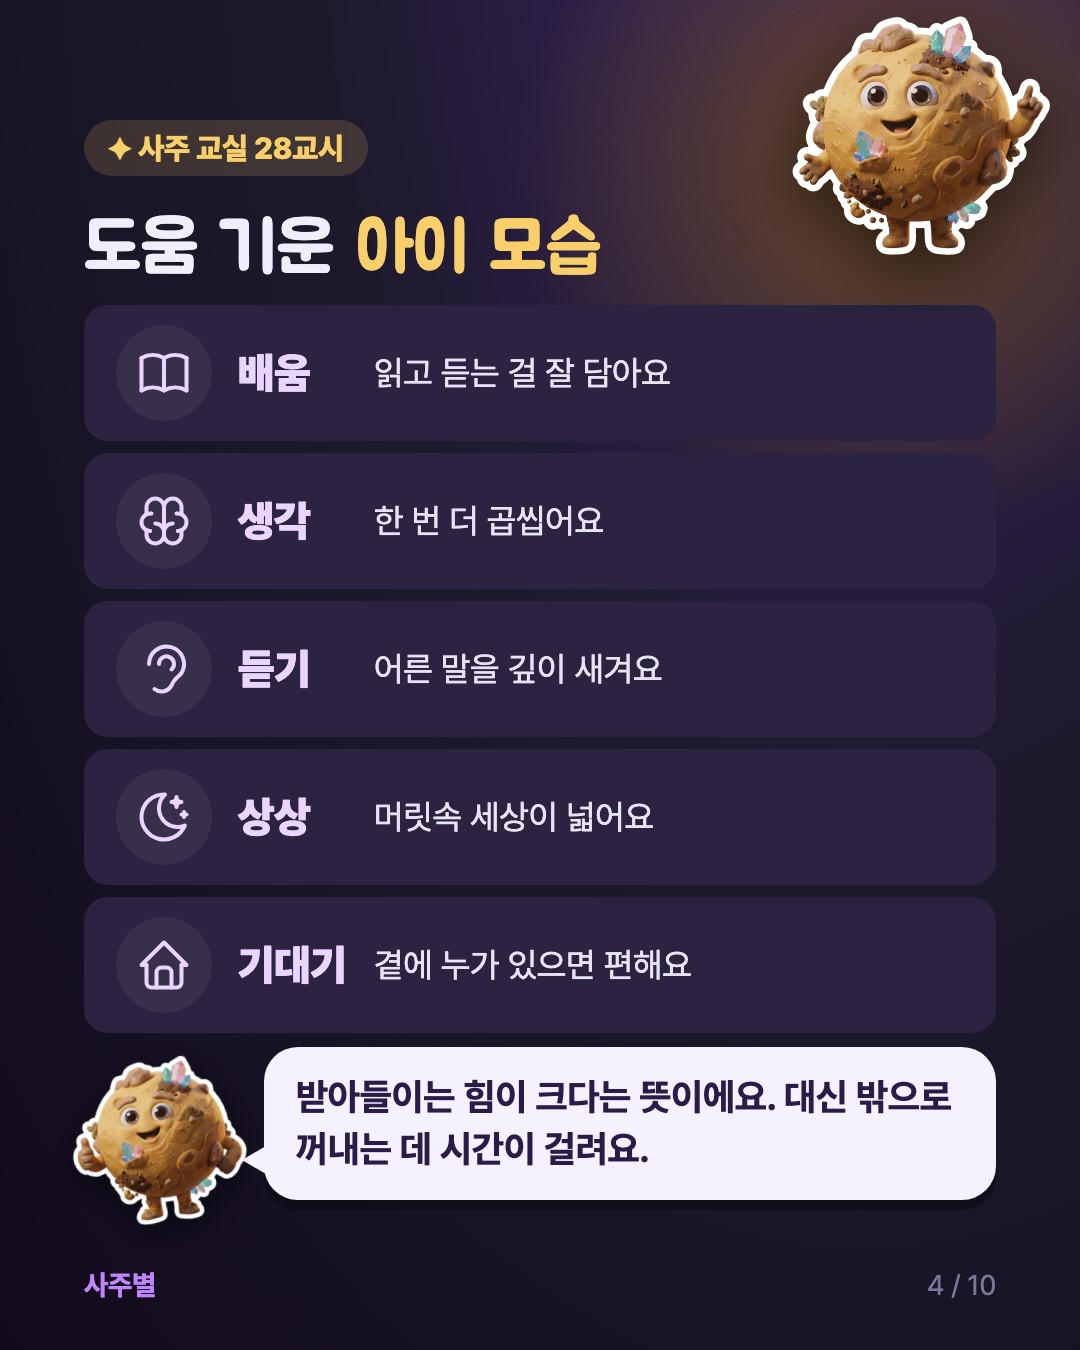 ✦ 사주 교실 28교시
도움 기운 아이 모습
배움 읽고 듣는 걸 잘 담아요
생각 한 번 더 곱씹어요
듣기 어른 말을 깊이 새겨요
상상 머릿속 세상이 넓어요
기대기 곁에 누가 있으면 편해요
받아들이는 힘이 크다는 뜻이에요. 대신 밖으로
꺼내는 데 시간이 걸려요.
사주별
4 / 10